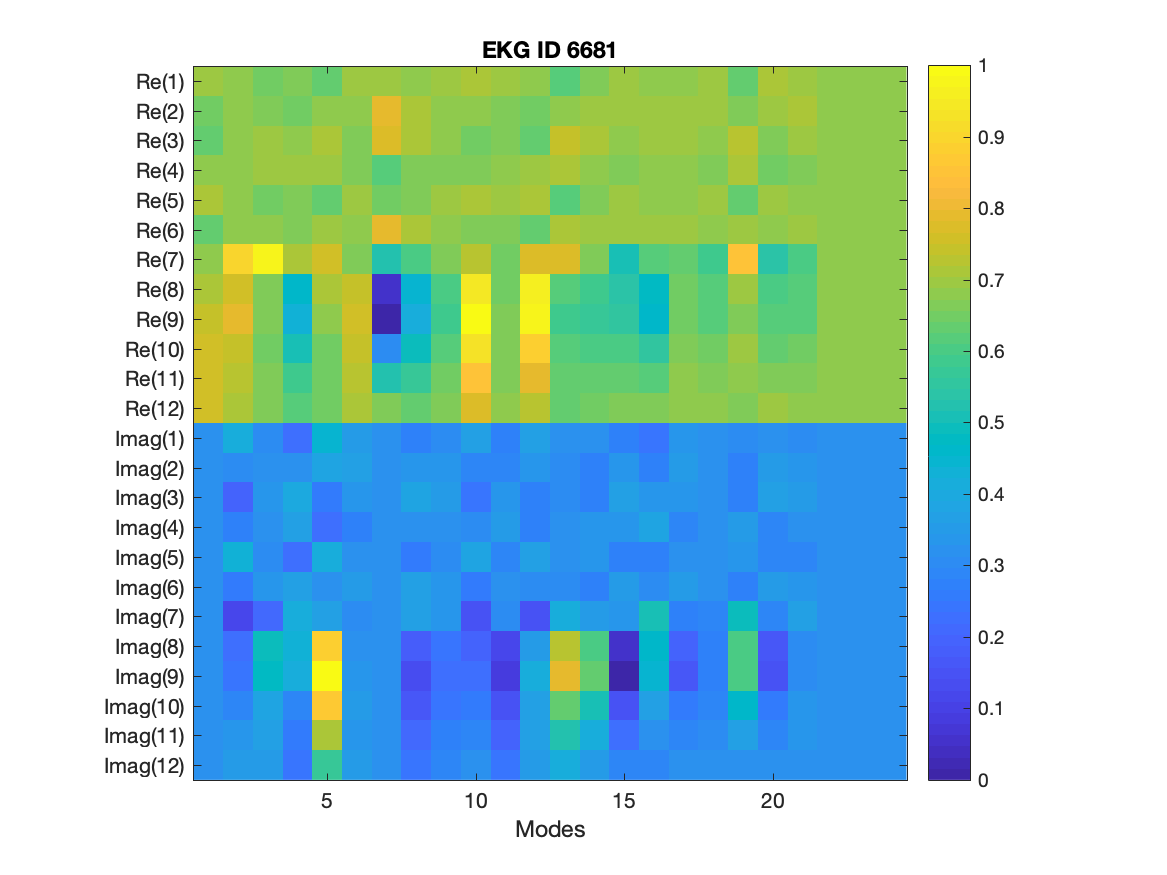 EKG ID 6681
Re(1)
Re(2)
Re(3)
Re(4)
Re(5)
Re(6)
Re(7)
Re(8)
Re(9)
Re(10)
Re(11)
Re(12)
Imag(1)
Imag(2)
Imag(3)
Imag(4)
Imag(5)
Imag(6)
Imag(7)
Imag(8)
Imag(9)
Imag(10)
Imag(11)
Imag(12)
5 10 15 20
Modes
1
0.9
0.8
0.7
0.6
0.5
0.4
0.3
0.2
0.1
0